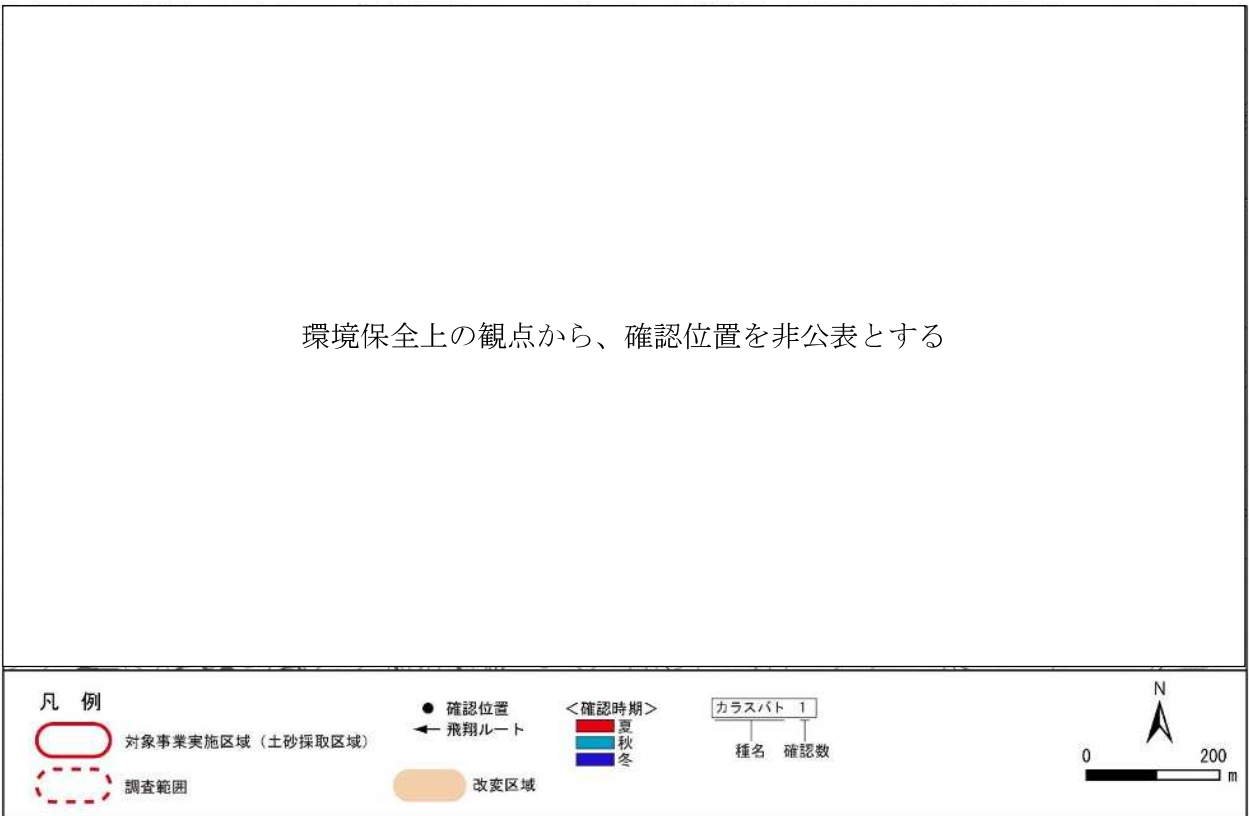 環境保全上の観点から、確認位置を非公表とする
凡 例
対象事業実施区域（土砂採取区域）
調査範囲
確認位置
飛翔ルート
改変区域
＜確認時期＞
夏
秋
冬
カラスバト 1
種名 確認数
N
0 200
m